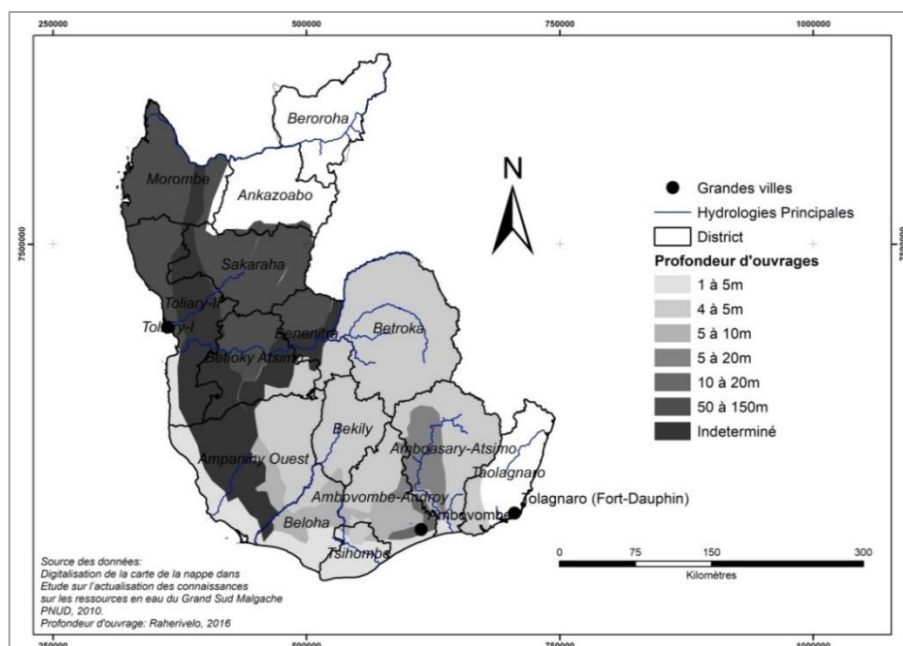 250000
500000
750000
1000000
Beroroha
Morombe
Ankazoabo
N
Grandes villes
Hydrologies Principales
District
Profondeur d'ouvrages
1 à 5m
4 à 5m
5 à 10m
5 à 20m
10 à 20m
50 à 150m
Indeterminé
7500000
7500000
Sakaraha
Toliary-II
Toliary-I
Benenitra
Betroka
Betioky Atsimo
Bekily
Amboasary-Atsimo
Ampaniny Ouest
Taolagnaro
Ambovombe-Androy
Tolagnaro (Fort-Dauphin)
Ambovombe
Beloha
Tsihombe
0
75
150
300
Kilomètres
Source des données:
Digitalisation de la carte de la nappe dans
Etude sur l'actualisation des connaissances
sur les ressources en eau du Grand Sud Malgache
PNUD, 2010.
Profondeur d'ouvrage: Raherivelo, 2016
250000
500000
750000
1000000